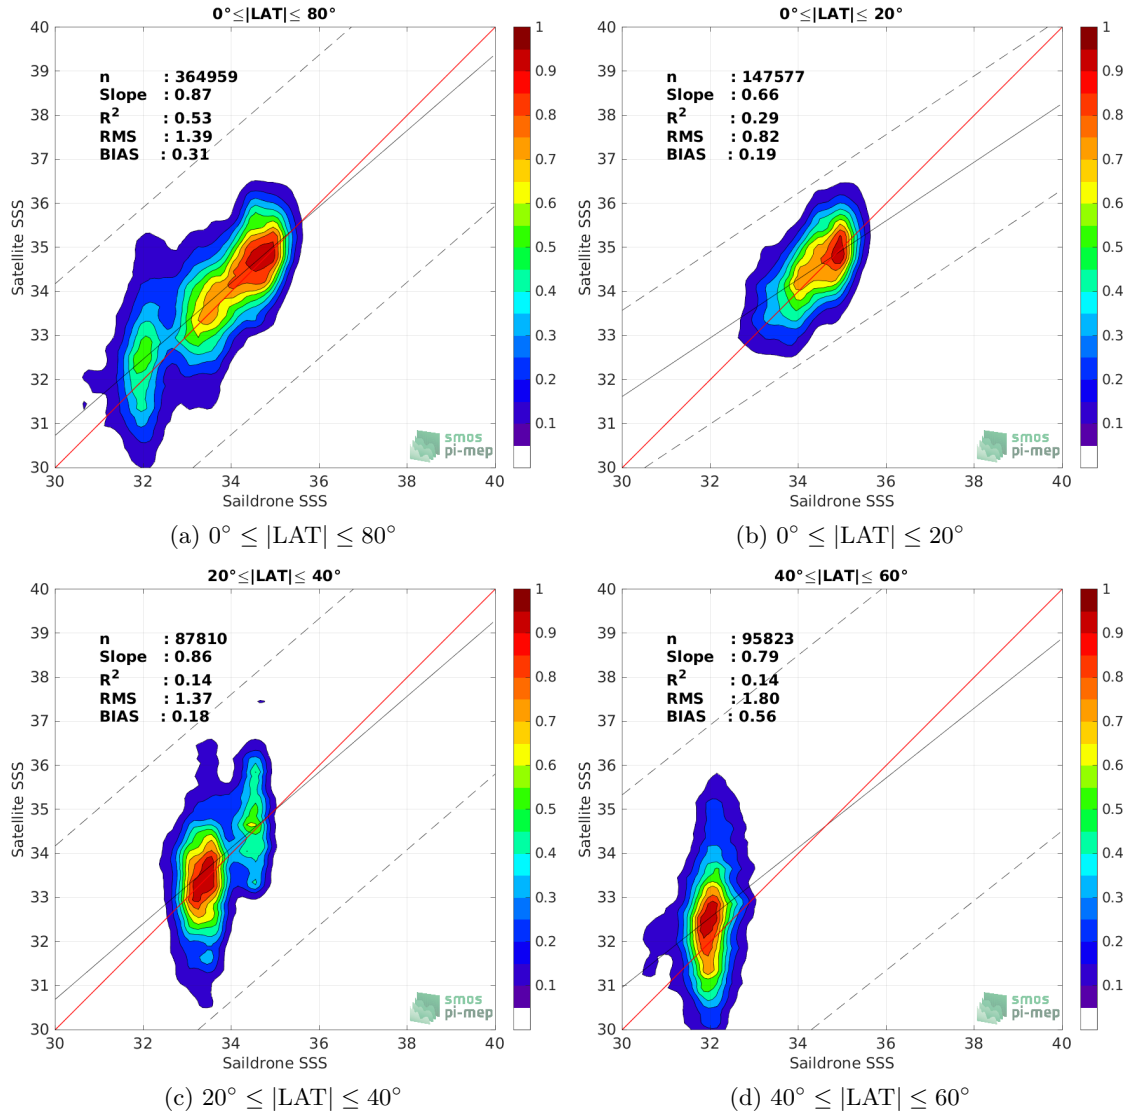 0°≤|LAT|≤ 80°
n : 364959
Slope : 0.87
R² : 0.53
RMS : 1.39
BIAS : 0.31
40
39
38
37
36
35
34
33
32
31
30
30 32 34 36 38 40
Satellite SSS
Saildrone SSS
1
0.9
0.8
0.7
0.6
0.5
0.4
0.3
0.2
0.1
smos
pi-mep
(a) 0° ≤ |LAT| ≤ 80°
0°≤|LAT|≤ 20°
n : 147577
Slope : 0.66
R² : 0.29
RMS : 0.82
BIAS : 0.19
40
39
38
37
36
35
34
33
32
31
30
30 32 34 36 38 40
Satellite SSS
Saildrone SSS
1
0.9
0.8
0.7
0.6
0.5
0.4
0.3
0.2
0.1
smos
pi-mep
(b) 0° ≤ |LAT| ≤ 20°
20°≤|LAT|≤ 40°
n : 87810
Slope : 0.86
R² : 0.14
RMS : 1.37
BIAS : 0.18
40
39
38
37
36
35
34
33
32
31
30
30 32 34 36 38 40
Satellite SSS
Saildrone SSS
1
0.9
0.8
0.7
0.6
0.5
0.4
0.3
0.2
0.1
smos
pi-mep
(c) 20° ≤ |LAT| ≤ 40°
40°≤|LAT|≤ 60°
n : 95823
Slope : 0.79
R² : 0.14
RMS : 1.80
BIAS : 0.56
40
39
38
37
36
35
34
33
32
31
30
30 32 34 36 38 40
Satellite SSS
Saildrone SSS
1
0.9
0.8
0.7
0.6
0.5
0.4
0.3
0.2
0.1
smos
pi-mep
(d) 40° ≤ |LAT| ≤ 60°